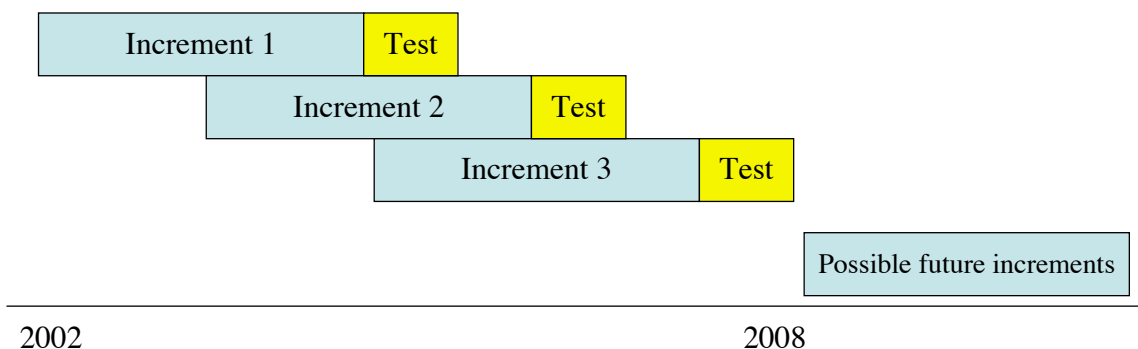 Increment 1
Test
Increment 2
Test
Increment 3
Test
Possible future increments
2002
2008